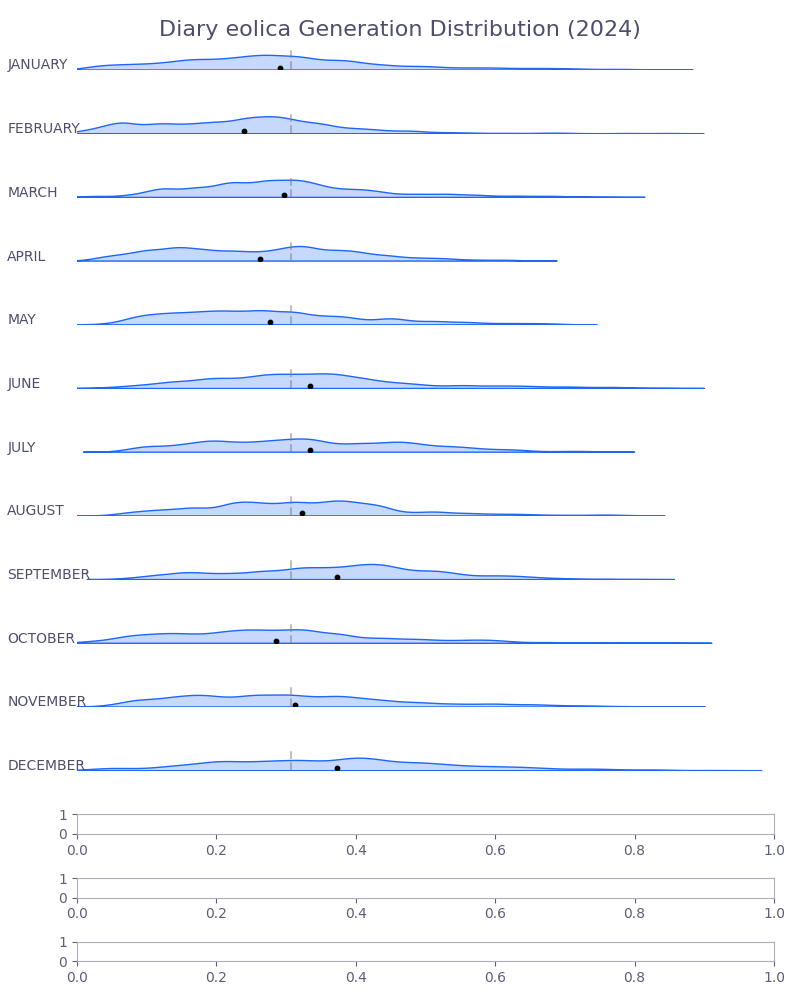 Diary eolica Generation Distribution (2024)
JANUARY
FEBRUARY
MARCH
APRIL
MAY
JUNE
JULY
AUGUST
SEPTEMBER
OCTOBER
NOVEMBER
DECEMBER
1
0
0.0 0.2 0.4 0.6 0.8 1.0
1
0
0.0 0.2 0.4 0.6 0.8 1.0
1
0
0.0 0.2 0.4 0.6 0.8 1.0